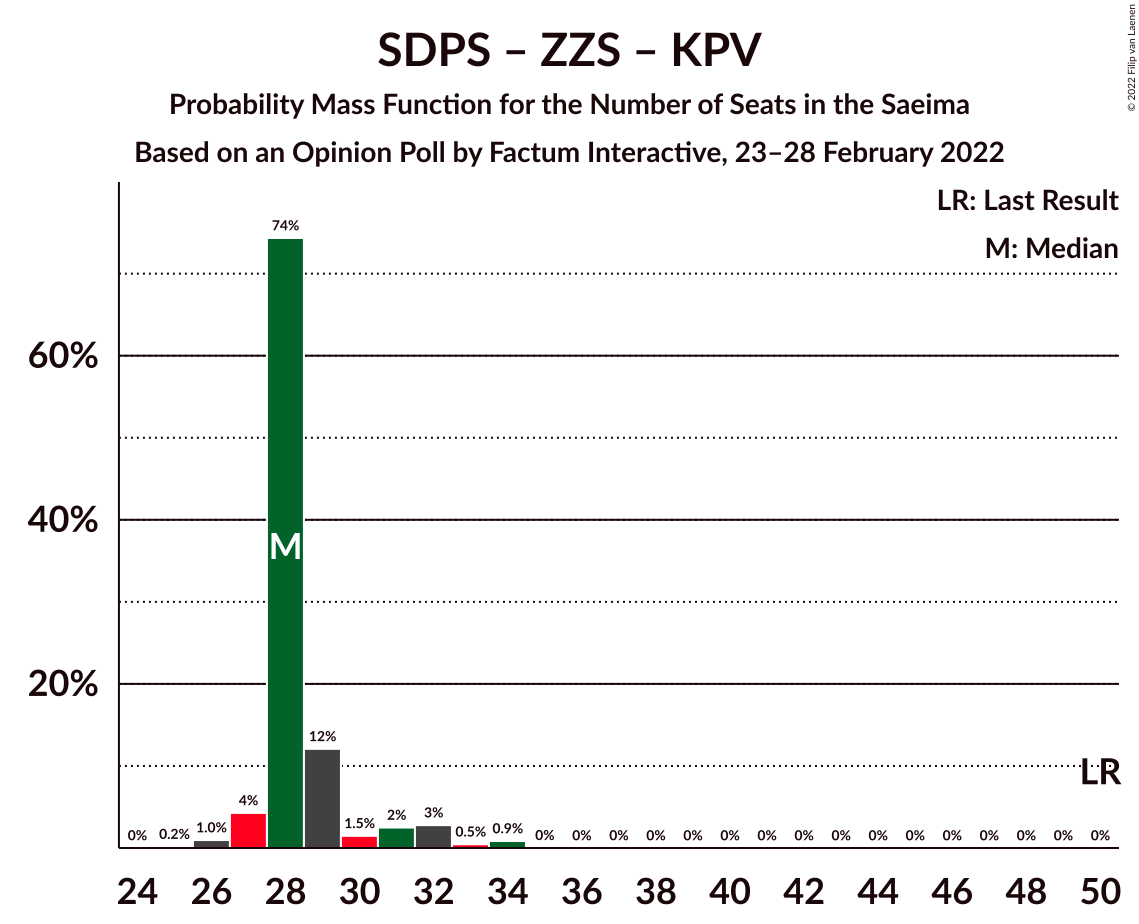 SDPS – ZZS – KPV
Probability Mass Function for the Number of Seats in the Saeima
Based on an Opinion Poll by Factum Interactive, 23–28 February 2022
© 2022 Filip van Laenen
LR: Last Result
M: Median
60%
40%
20%
0% 0.2% 1.0% 4% 74% 12% 1.5% 2% 3% 0.5% 0.9% 0% 0% 0% 0% 0% 0% 0% 0% 0% 0% 0% 0% 0% 0% 0% 0%
M
LR
24 26 28 30 32 34 36 38 40 42 44 46 48 50